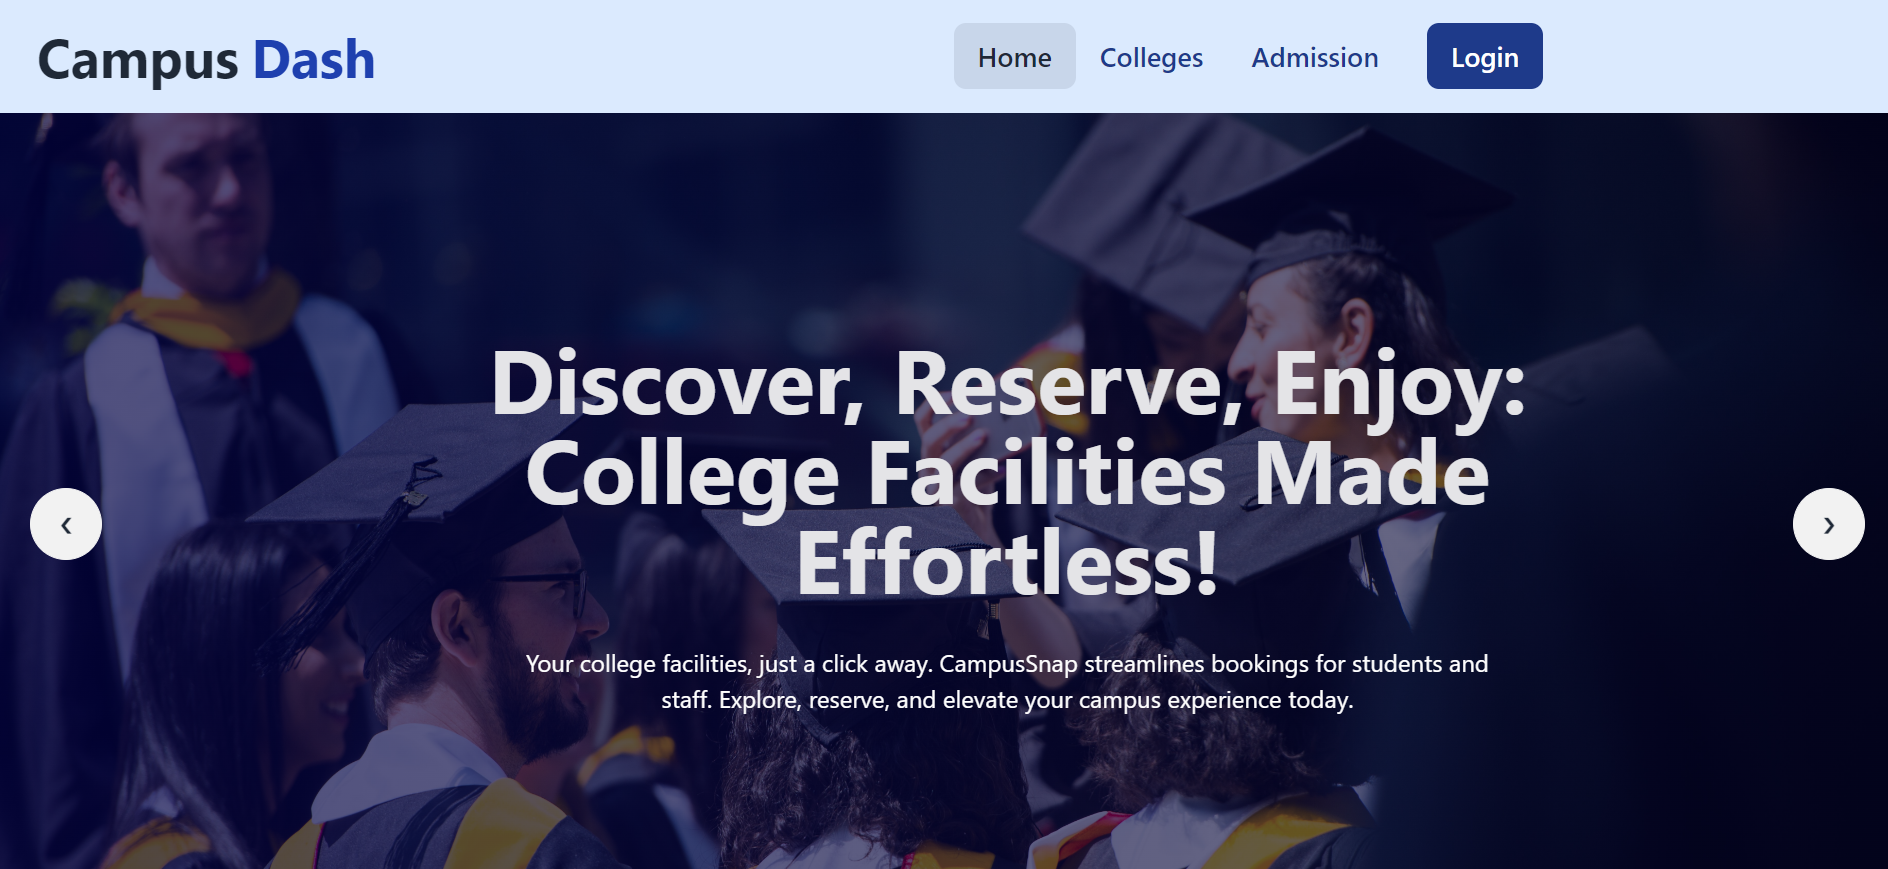 Campus Dash
Home Colleges Admission Login
Discover, Reserve, Enjoy:
College Facilities Made
Effortless!
Your college facilities, just a click away. CampusSnap streamlines bookings for students and
staff. Explore, reserve, and elevate your campus experience today.